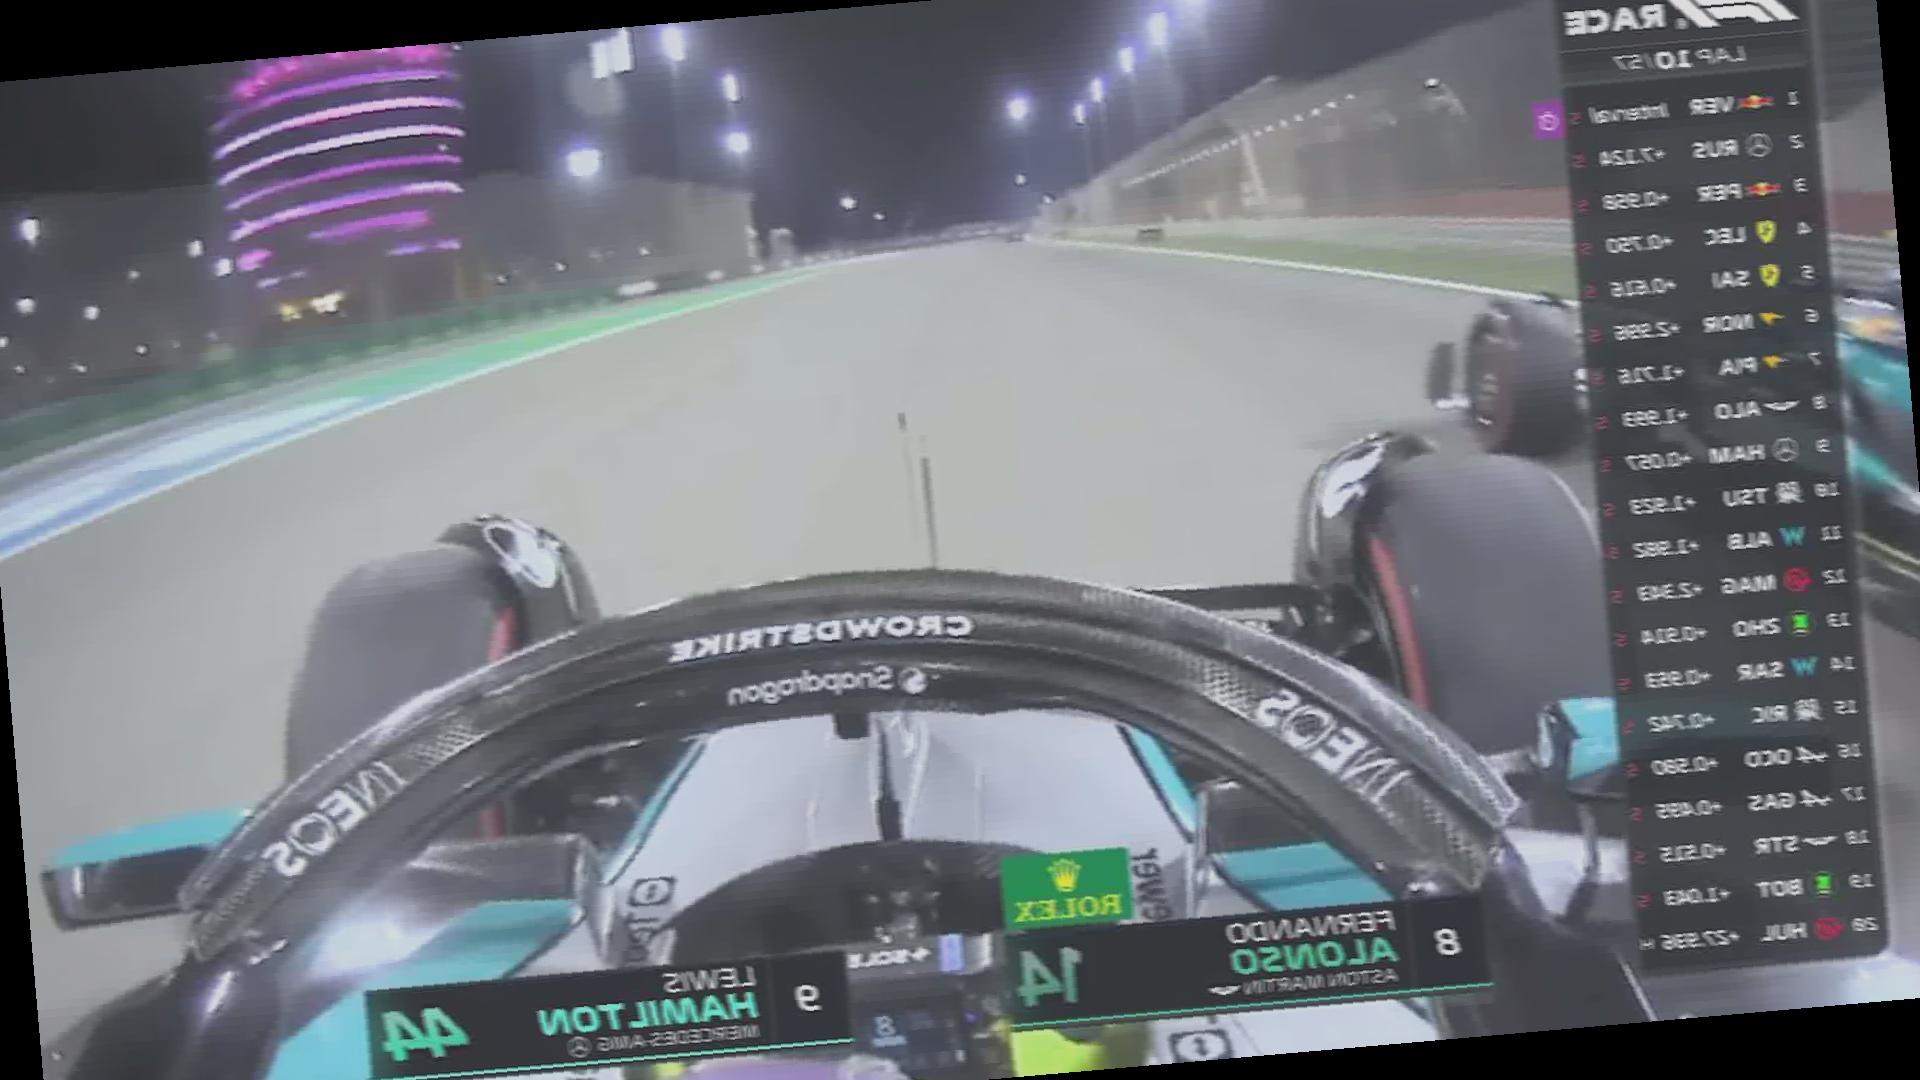 F1 RACE
LAP 10/57
1 VER Interval S
2 RUS +7.124 S
3 PER +0.958 S
4 LEC +0.750 S
5 SAI +0.616 S
6 NOR +2.996 S
7 PIA +1.716 S
8 ALO +1.993 S
9 HAM +0.057 S
10 TSU +1.923 S
11 ALB +1.982 S
12 MAG +2.343 S
13 ZHO +0.914 S
14 SAR +0.953 S
15 RIC +0.742 S
16 OCO +0.580 S
17 GAS +0.495 S
18 STR +0.515 S
19 BOT +1.043 S
20 HUL +27.936 H
CROWDSTRIKE
Snapdragon
INEOS
INEOS
ROLEX
8 FERNANDO
ALONSO 14
ASTON MARTIN
9 LEWIS
HAMILTON 44
MERCEDES-AMG
8